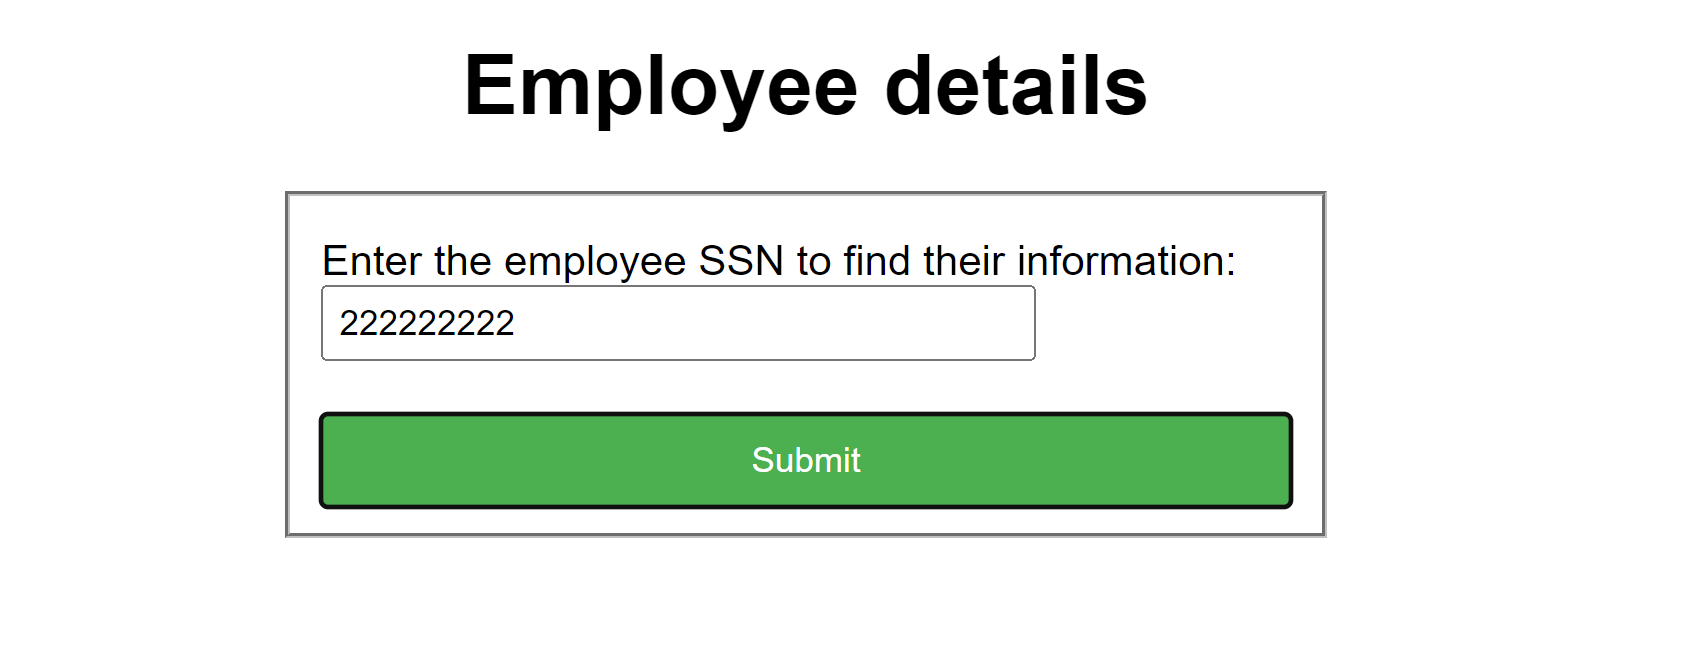 Employee details
Enter the employee SSN to find their information:
222222222
Submit